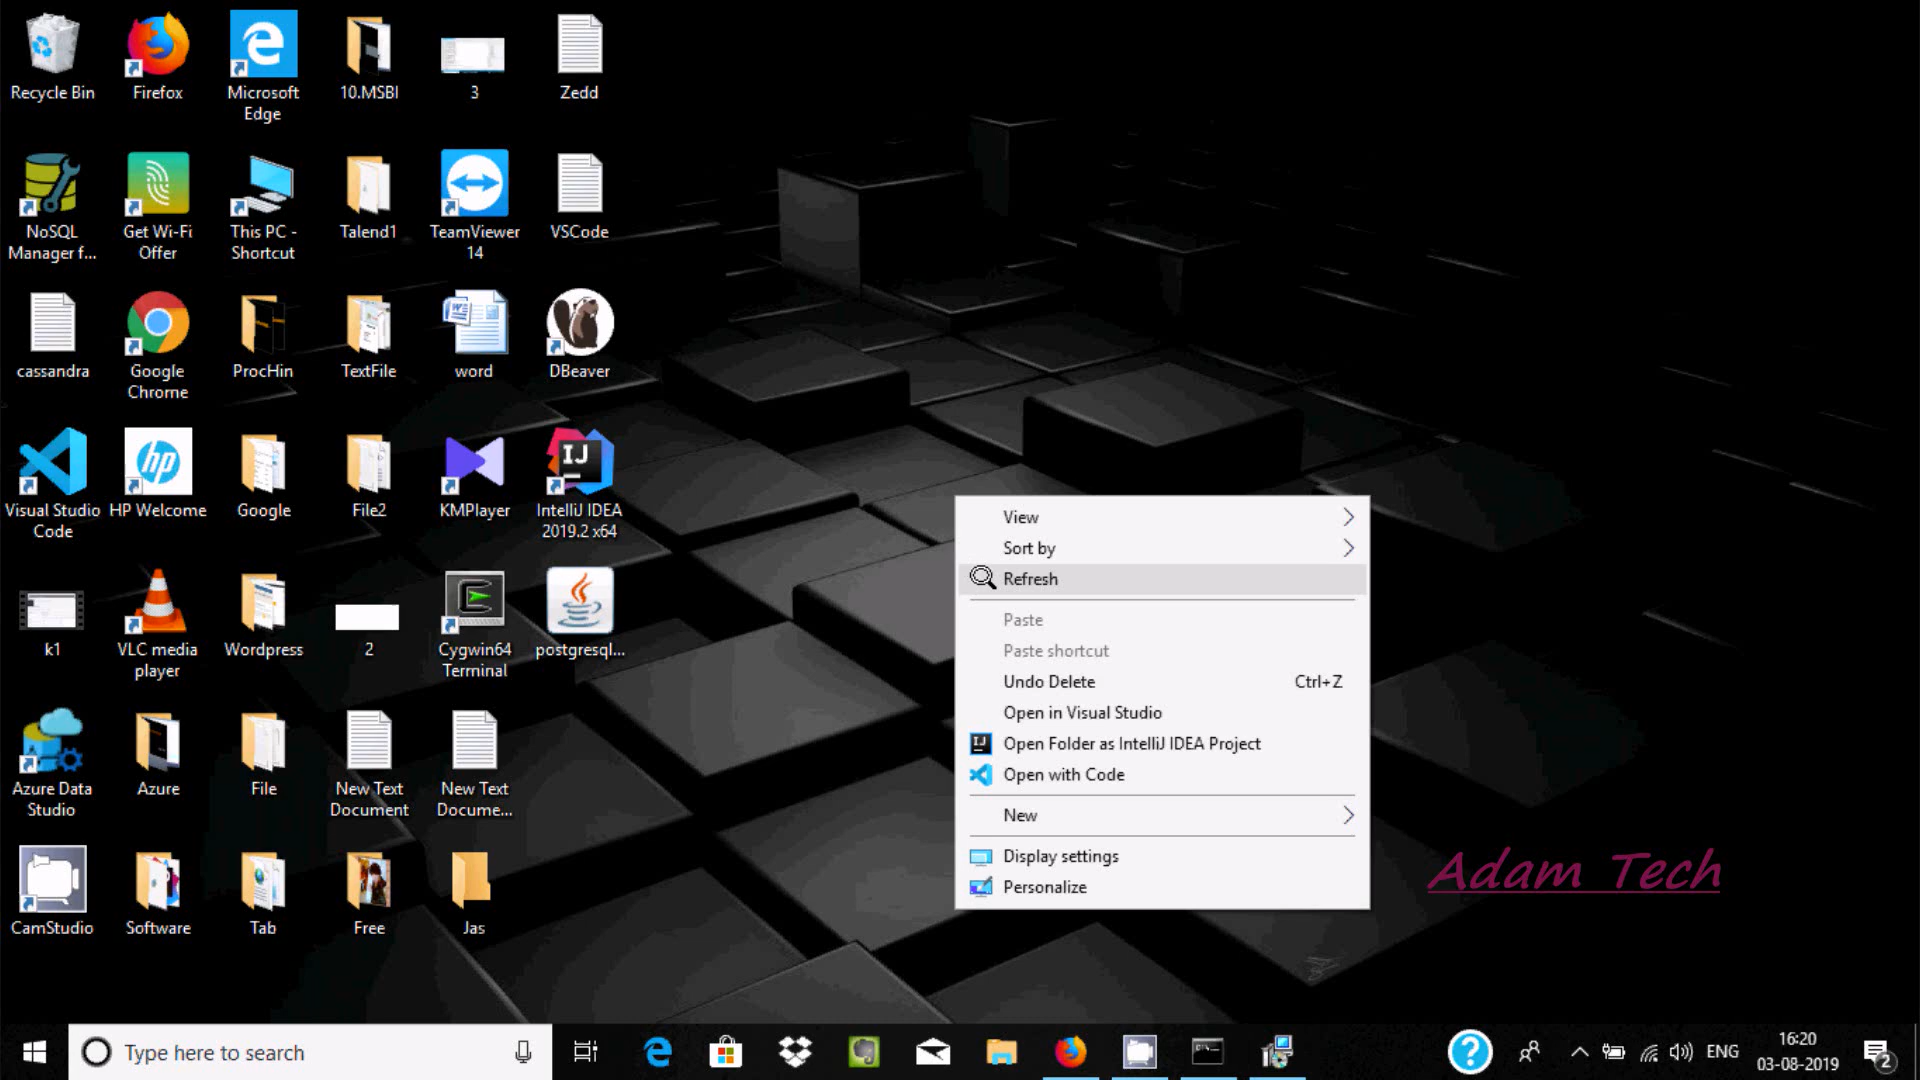 Recycle Bin
Firefox
Microsoft
Edge
10.MSBI
3
Zedd
NoSQL
Manager f...
Get Wi-Fi
Offer
This PC -
Shortcut
Talend1
TeamViewer
14
VSCode
cassandra
Google
Chrome
ProcHin
TextFile
word
DBeaver
Visual Studio
Code
HP Welcome
Google
File2
KMPlayer
IJ
IntelliJ IDEA
2019.2 x64
k1
VLC media
player
Wordpress
2
Cygwin64
Terminal
postgresql...
Azure Data
Studio
Azure
File
New Text
Document
New Text
Docume...
CamStudio
Software
Tab
Free
Jas
View
Sort by
Refresh
Paste
Paste shortcut
Undo Delete Ctrl+Z
Open in Visual Studio
Open Folder as IntelliJ IDEA Project
Open with Code
New
Display settings
Personalize
Adam Tech
Type here to search
ENG
16:20
03-08-2019
2